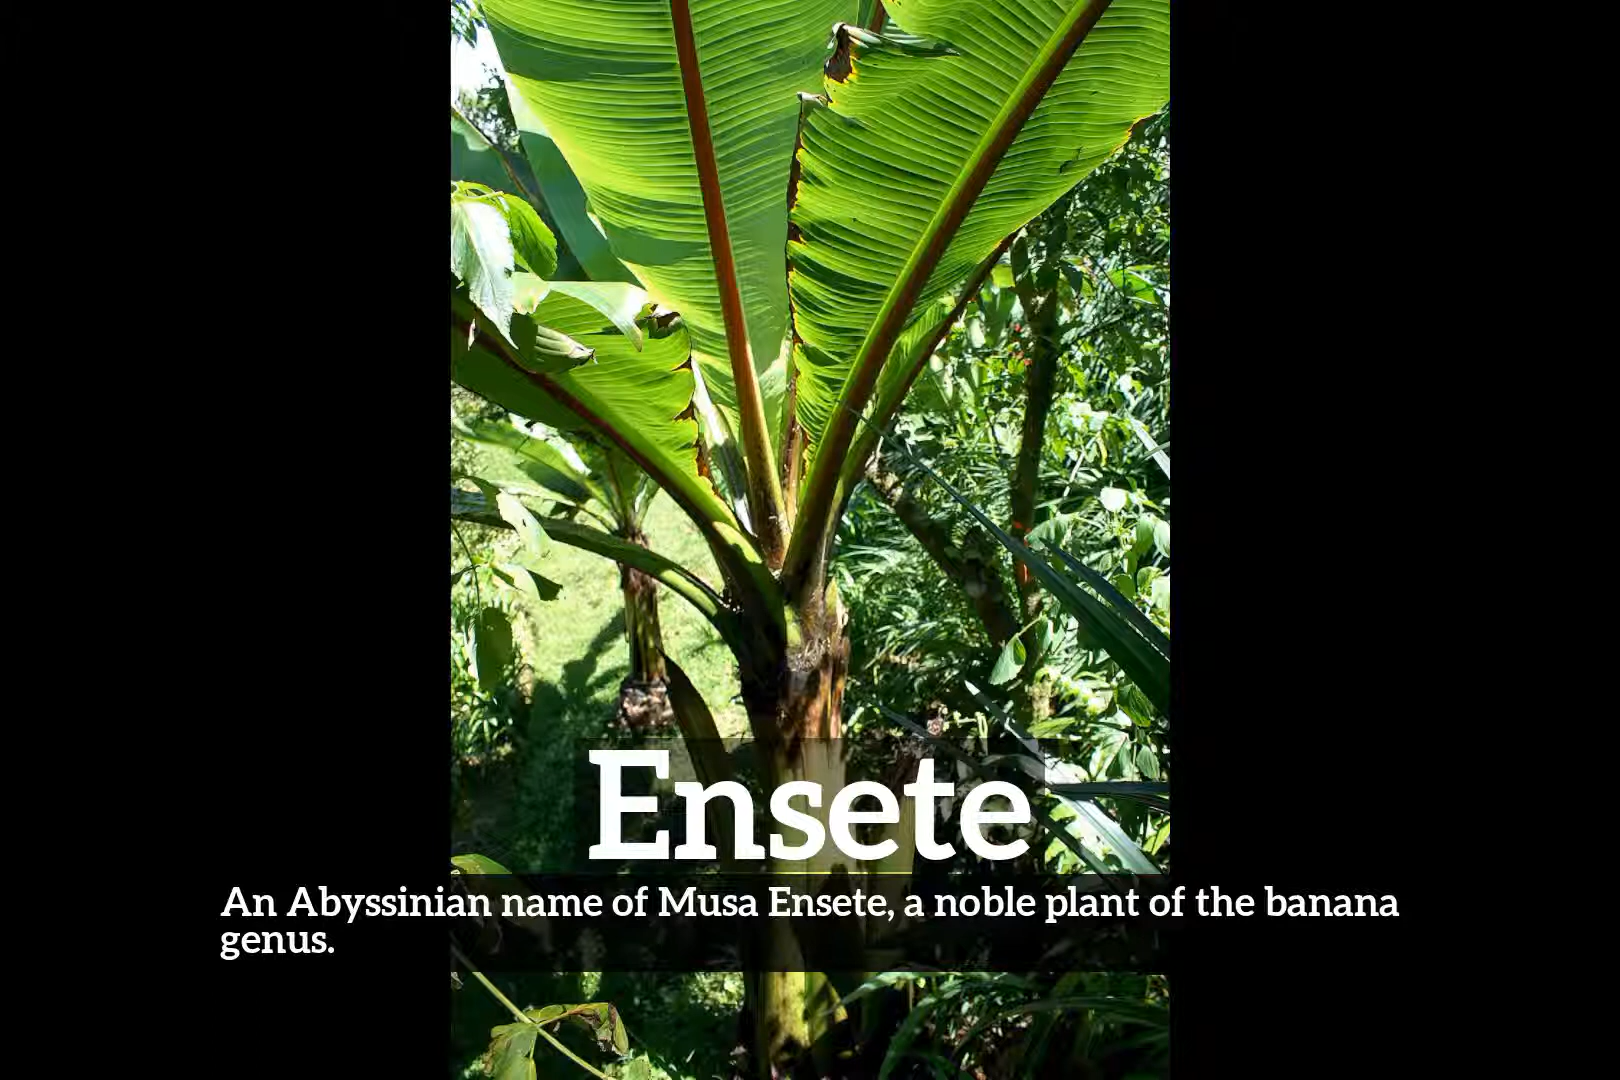 Ensete
An Abyssinian name of Musa Ensete, a noble plant of the banana
genus.